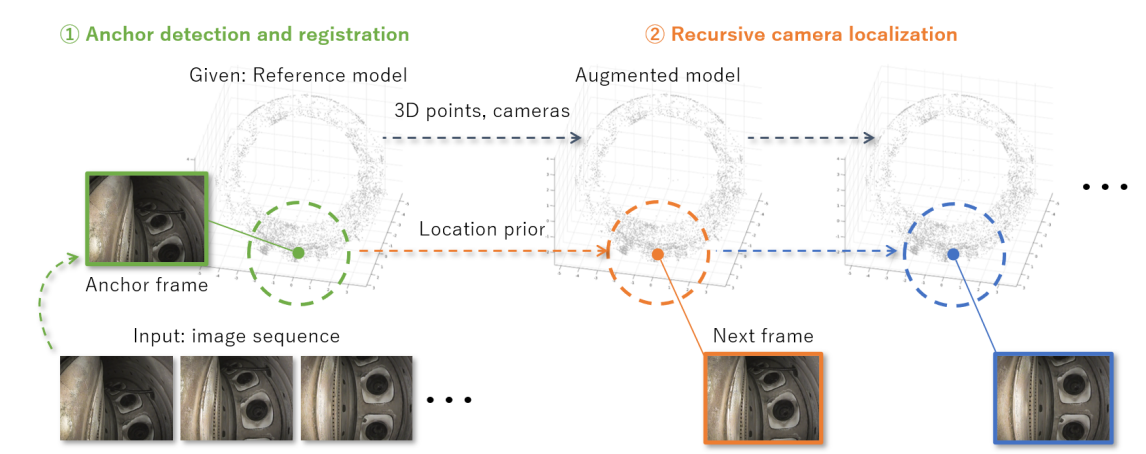 ① Anchor detection and registration
② Recursive camera localization
Given: Reference model
Augmented model
3D points, cameras
Location prior
Anchor frame
Input: image sequence
Next frame